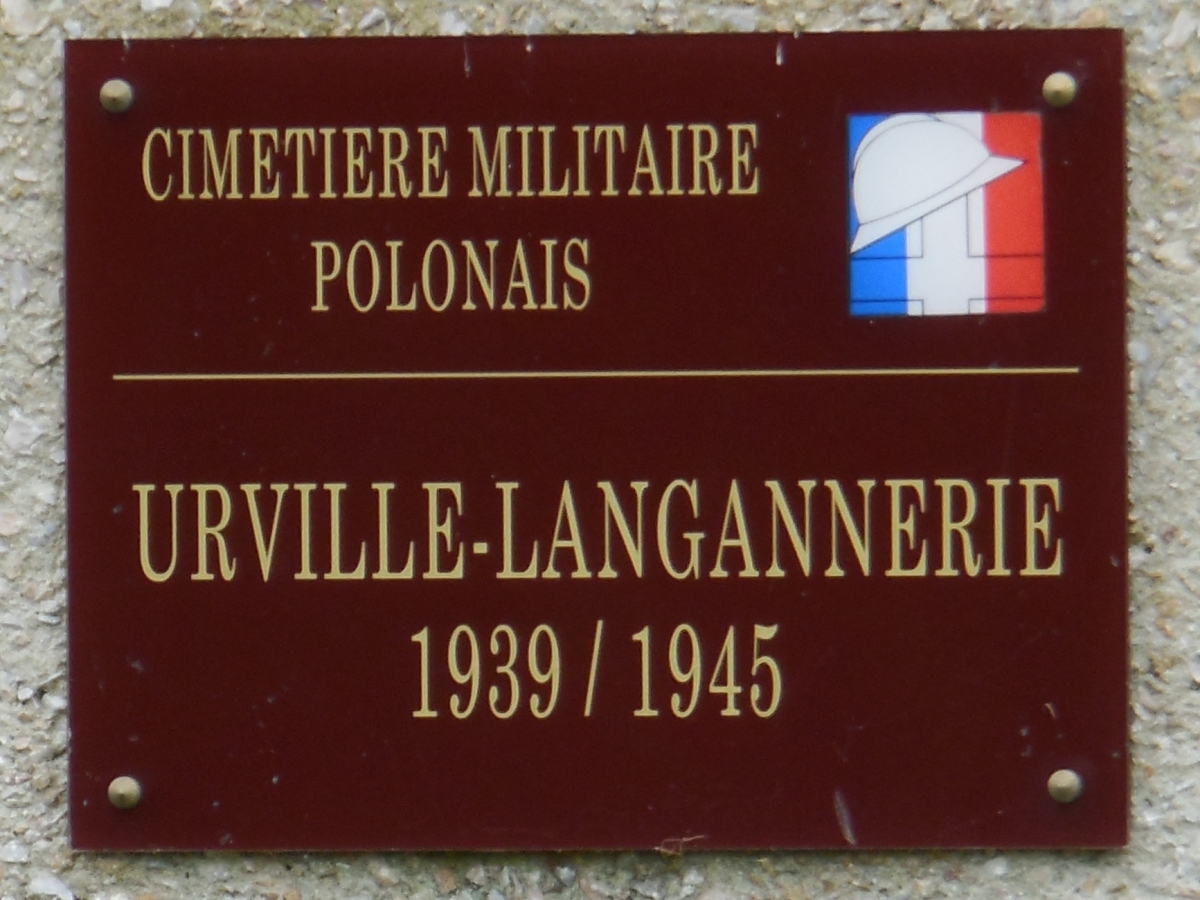 CIMETIERE MILITAIRE
POLONAIS
URVILLE-LANGANNERIE
1939 / 1945